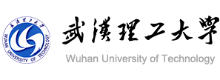 武漢理工大學
Wuhan University of Technology